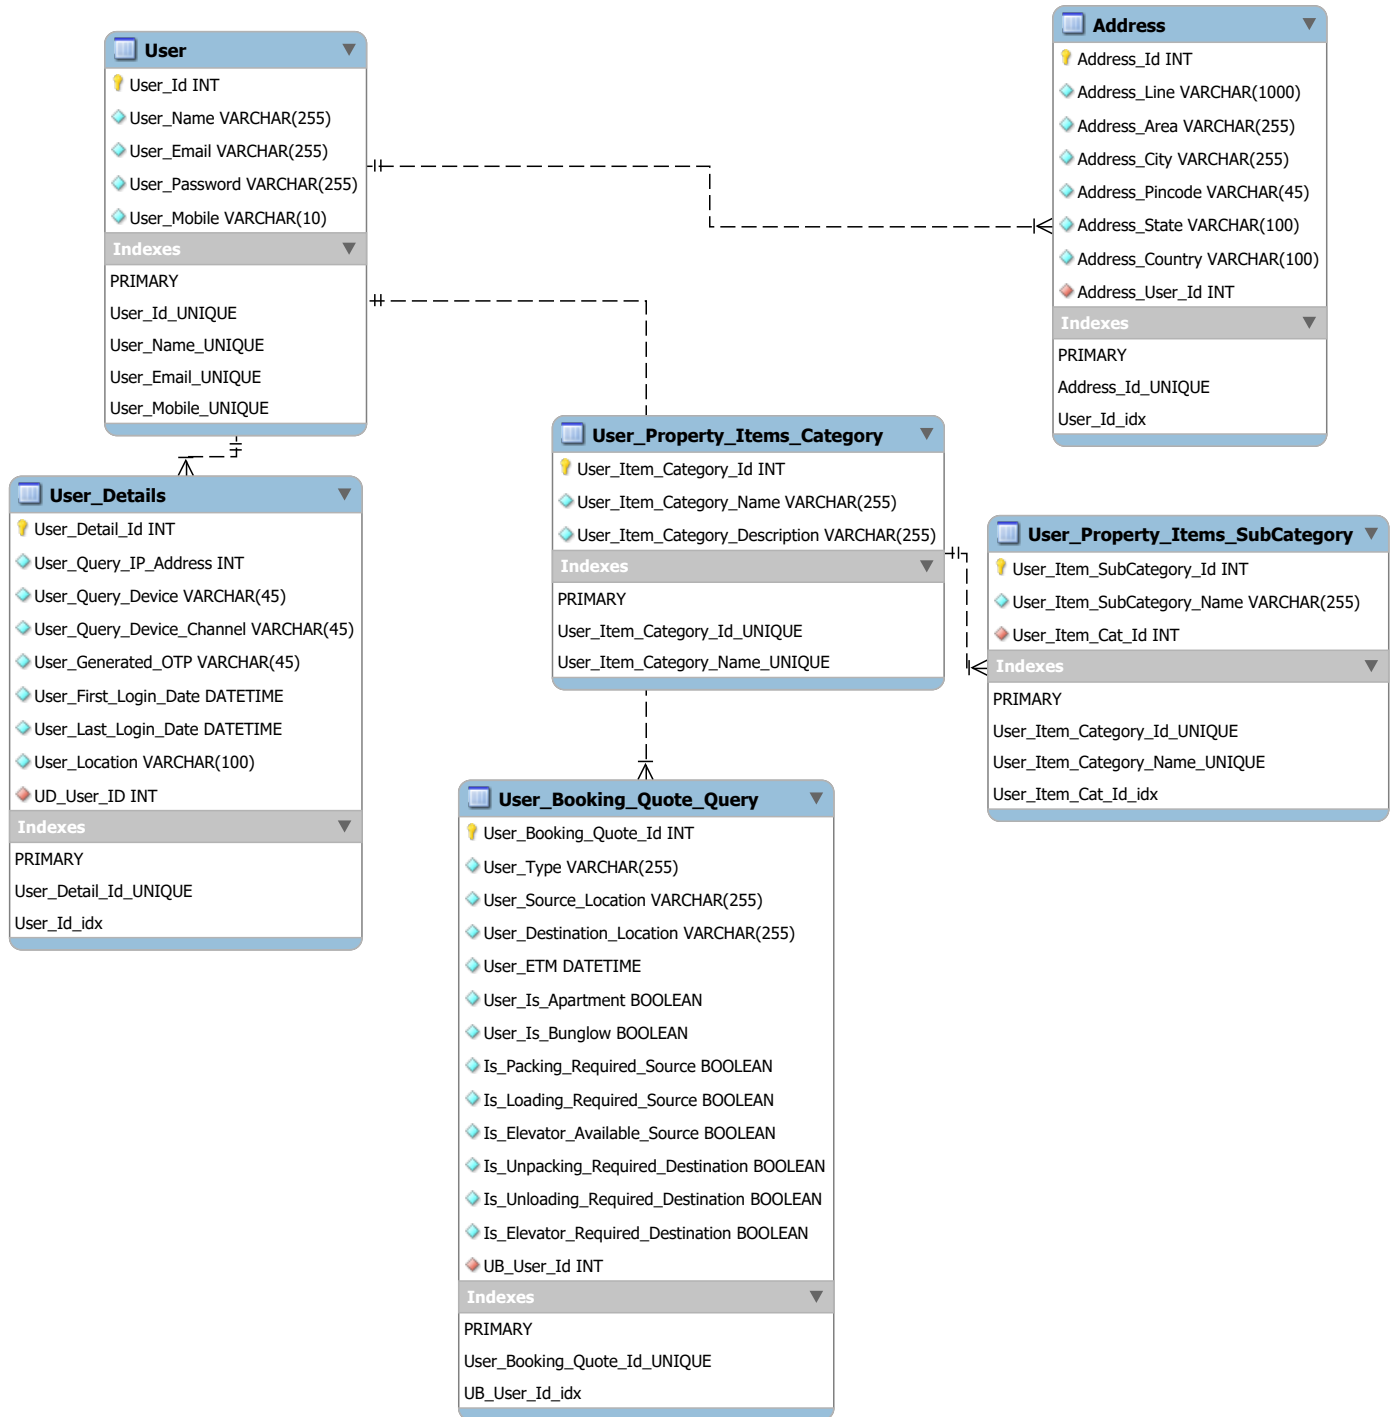 User
User_Id INT
User_Name VARCHAR(255)
User_Email VARCHAR(255)
User_Password VARCHAR(255)
User_Mobile VARCHAR(10)
Indexes
PRIMARY
User_Id_UNIQUE
User_Name_UNIQUE
User_Email_UNIQUE
User_Mobile_UNIQUE
Address
Address_Id INT
Address_Line VARCHAR(1000)
Address_Area VARCHAR(255)
Address_City VARCHAR(255)
Address_Pincode VARCHAR(45)
Address_State VARCHAR(100)
Address_Country VARCHAR(100)
Address_User_Id INT
Indexes
PRIMARY
Address_Id_UNIQUE
User_Id_idx
User_Details
User_Detail_Id INT
User_Query_IP_Address INT
User_Query_Device VARCHAR(45)
User_Query_Device_Channel VARCHAR(45)
User_Generated_OTP VARCHAR(45)
User_First_Login_Date DATETIME
User_Last_Login_Date DATETIME
User_Location VARCHAR(100)
UD_User_ID INT
Indexes
PRIMARY
User_Detail_Id_UNIQUE
User_Id_idx
User_Property_Items_Category
User_Item_Category_Id INT
User_Item_Category_Name VARCHAR(255)
User_Item_Category_Description VARCHAR(255)
Indexes
PRIMARY
User_Item_Category_Id_UNIQUE
User_Item_Category_Name_UNIQUE
User_Property_Items_SubCategory
User_Item_SubCategory_Id INT
User_Item_SubCategory_Name VARCHAR(255)
User_Item_Cat_Id INT
Indexes
PRIMARY
User_Item_Category_Id_UNIQUE
User_Item_Category_Name_UNIQUE
User_Item_Cat_Id_idx
User_Booking_Quote_Query
User_Booking_Quote_Id INT
User_Type VARCHAR(255)
User_Source_Location VARCHAR(255)
User_Destination_Location VARCHAR(255)
User_ETM DATETIME
User_Is_Apartment BOOLEAN
User_Is_Bunglow BOOLEAN
Is_Packing_Required_Source BOOLEAN
Is_Loading_Required_Source BOOLEAN
Is_Elevator_Available_Source BOOLEAN
Is_Unpacking_Required_Destination BOOLEAN
Is_Unloading_Required_Destination BOOLEAN
Is_Elevator_Required_Destination BOOLEAN
UB_User_Id INT
Indexes
PRIMARY
User_Booking_Quote_Id_UNIQUE
UB_User_Id_idx